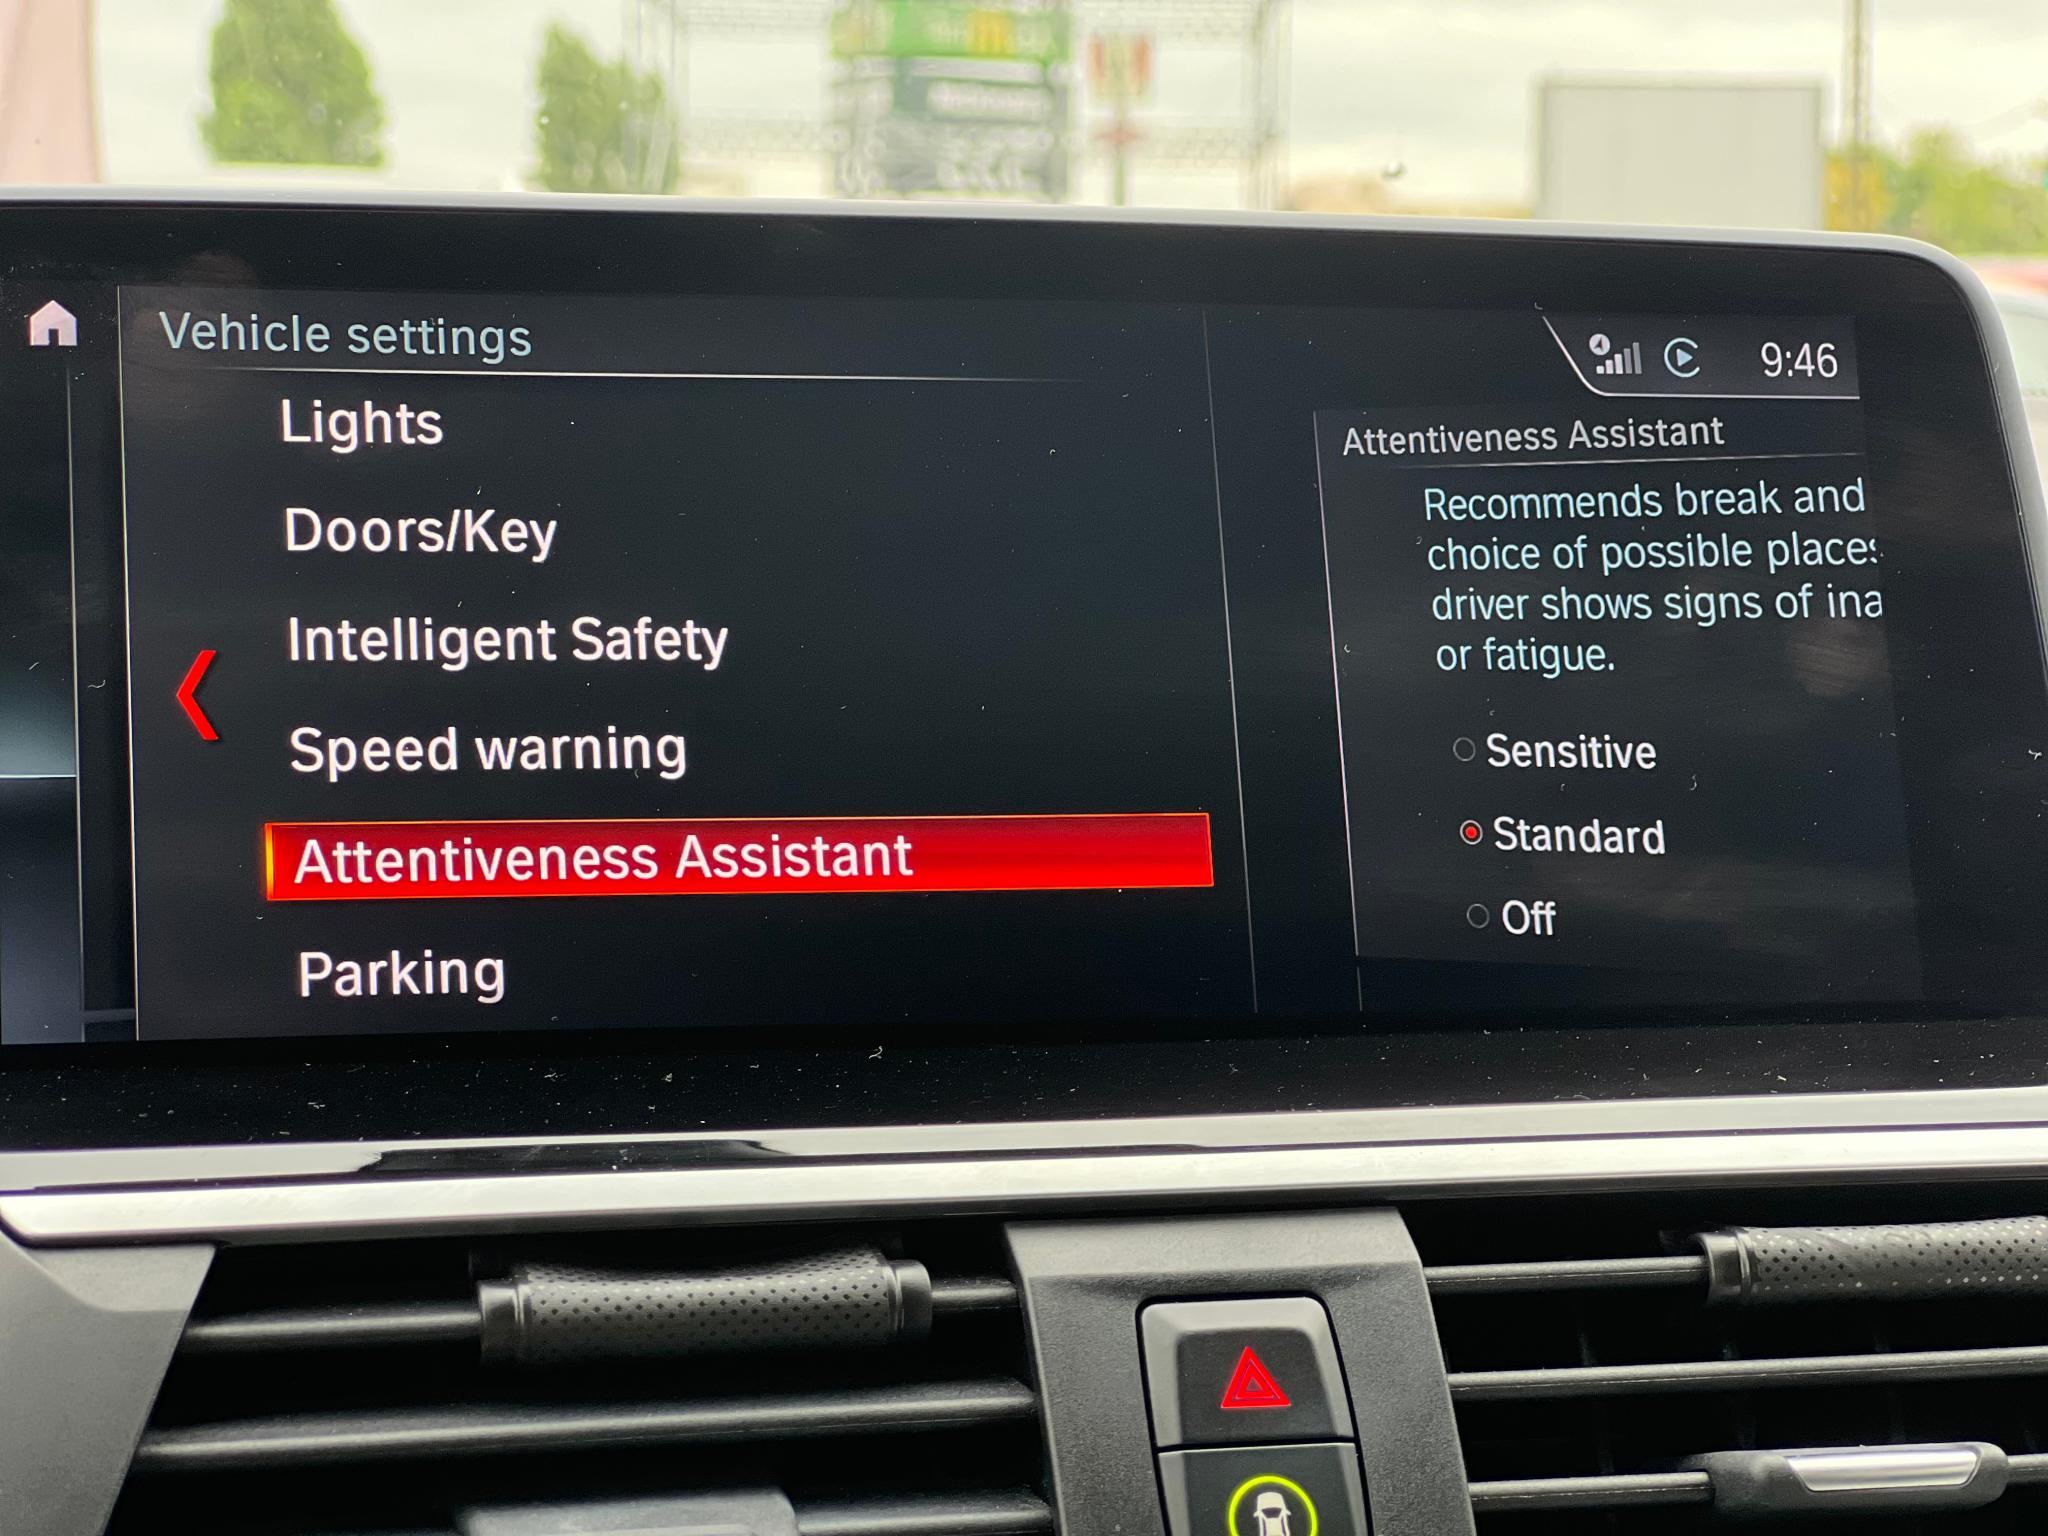 Vehicle settings
Lights
Doors/Key
Intelligent Safety
Speed warning
Attentiveness Assistant
Parking
9:46
Attentiveness Assistant
Recommends break and
choice of possible places
driver shows signs of ina
or fatigue.
Sensitive
Standard
Off